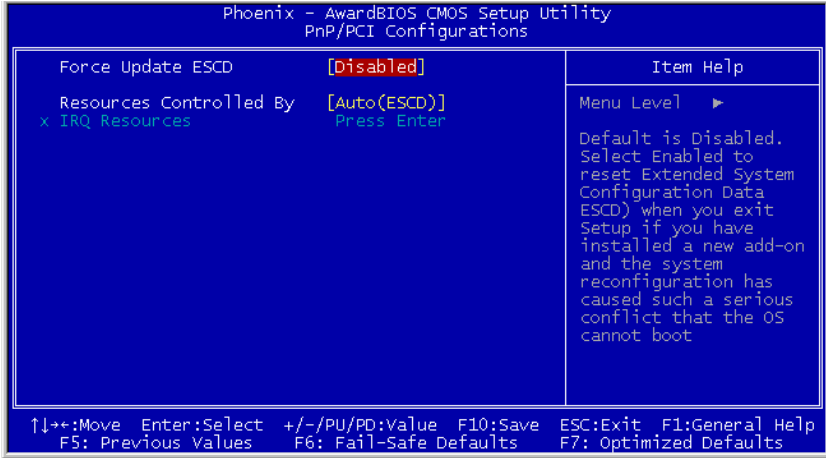 Phoenix - AwardBIOS CMOS Setup Utility
PnP/PCI Configurations
Force Update ESCD [Disabled]
Resources Controlled By [Auto(ESCD)]
x IRQ Resources Press Enter
Item Help
Menu Level ►
Default is Disabled.
Select Enabled to
reset Extended System
Configuration Data
ESCD) when you exit
Setup if you have
installed a new add-on
and the system
reconfiguration has
caused such a serious
conflict that the OS
cannot boot
↑↓→←:Move Enter:Select +/-/PU/PD:Value F10:Save ESC:Exit F1:General Help
F5: Previous Values F6: Fail-Safe Defaults F7: Optimized Defaults